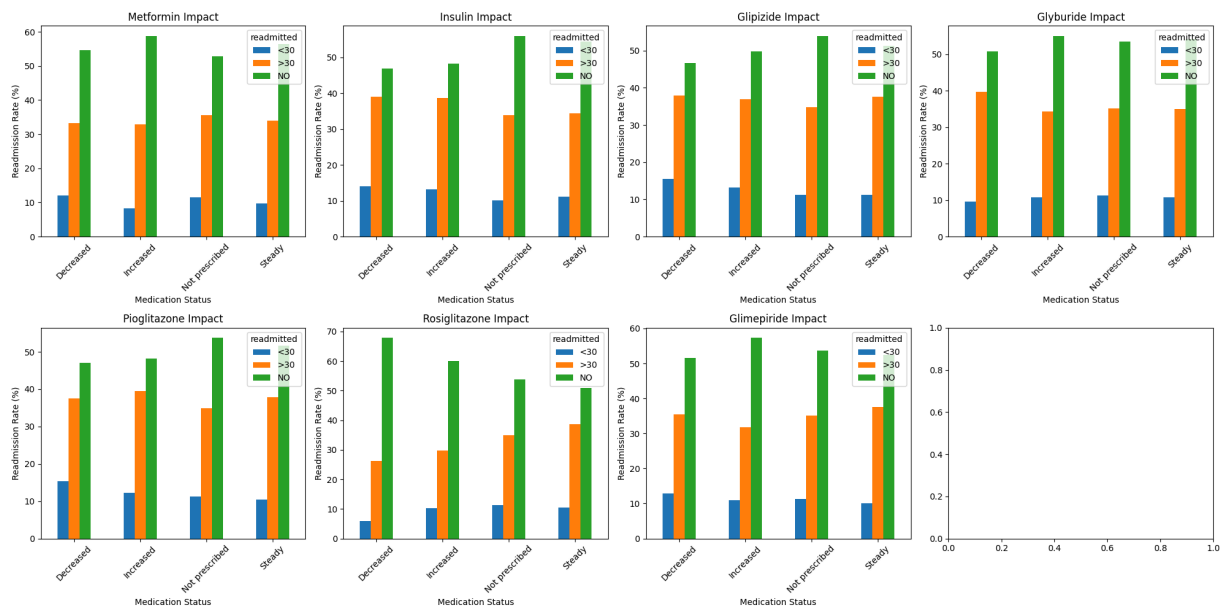 Metformin Impact
Readmission Rate (%)
60
50
40
30
20
10
0
readmitted
<30
>30
NO
Decreased
Increased
Not prescribed
Steady
Medication Status
Insulin Impact
Readmission Rate (%)
50
40
30
20
10
0
readmitted
<30
>30
NO
Decreased
Increased
Not prescribed
Steady
Medication Status
Glipizide Impact
Readmission Rate (%)
50
40
30
20
10
0
readmitted
<30
>30
NO
Decreased
Increased
Not prescribed
Steady
Medication Status
Glyburide Impact
Readmission Rate (%)
50
40
30
20
10
0
readmitted
<30
>30
NO
Decreased
Increased
Not prescribed
Steady
Medication Status
Pioglitazone Impact
Readmission Rate (%)
50
40
30
20
10
0
readmitted
<30
>30
NO
Decreased
Increased
Not prescribed
Steady
Medication Status
Rosiglitazone Impact
Readmission Rate (%)
70
60
50
40
30
20
10
0
readmitted
<30
>30
NO
Decreased
Increased
Not prescribed
Steady
Medication Status
Glimepiride Impact
Readmission Rate (%)
60
50
40
30
20
10
0
readmitted
<30
>30
NO
Decreased
Increased
Not prescribed
Steady
Medication Status
1.0
0.8
0.6
0.4
0.2
0.0
0.0 0.2 0.4 0.6 0.8 1.0